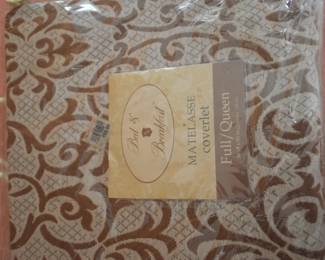 Bed &
Breakfast
MATELASSE
coverlet
Full/Queen